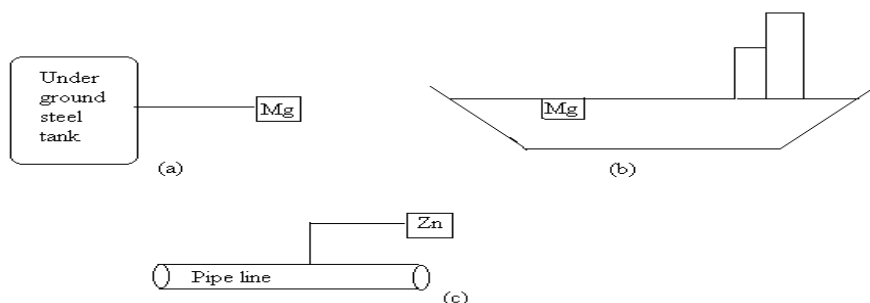 Under
ground
steel
tank
Mg
(a)
Mg
(b)
Zn
Pipe line
(c)